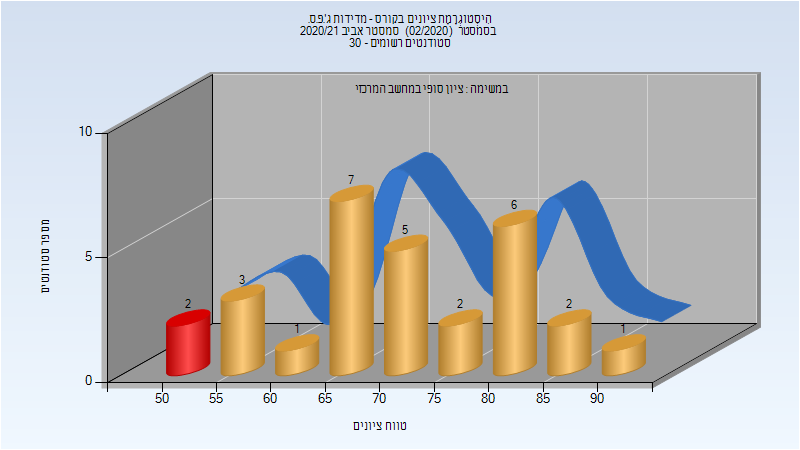 היסטוגרמת ציונים בקורס - מדידות ג'.פ.ס.
בסמסטר (02/2020) סמסטר אביב 2020/21
סטודנטים רשומים - 30
במשימה : ציון סופי במחשב המרכזי
מספר סטודנטים
10
5
0
2
3
1
7
5
2
6
2
1
50 55 60 65 70 75 80 85 90
טווח ציונים